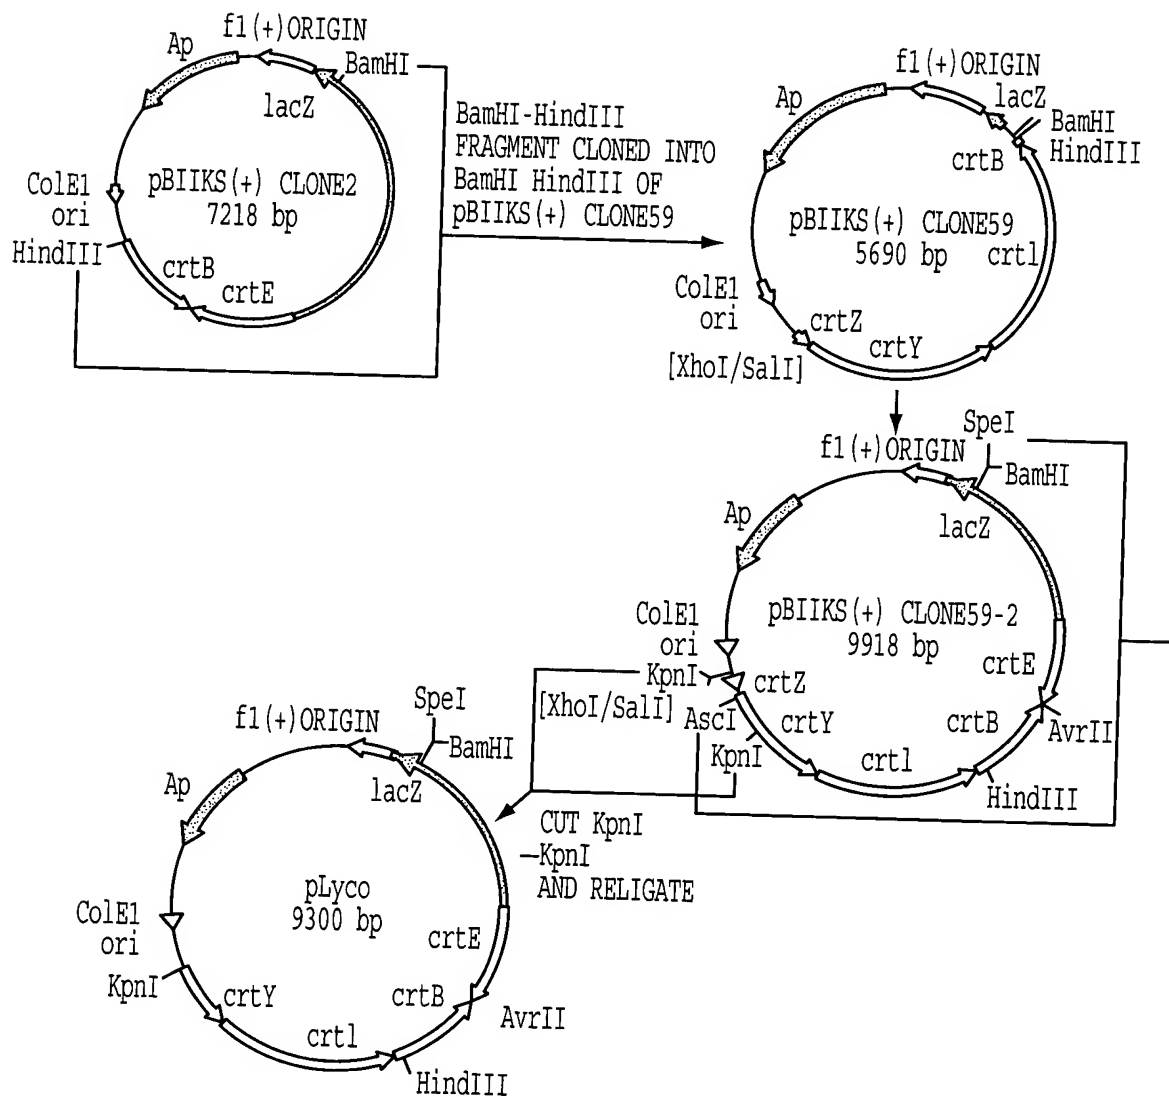 f1(+)ORIGIN
Ap
BamHI
lacZ
ColE1
ori
pBIIKS(+) CLONE2
7218 bp
HindIII
crtB
crtE
BamHI-HindIII
FRAGMENT CLONED INTO
BamHI HindIII OF
pBIIKS(+) CLONE59
f1(+)ORIGIN
Ap
lacZ
BamHI
HindIII
crtB
pBIIKS(+) CLONE59
5690 bp
crtl
ColE1
ori
crtZ
crtY
[XhoI/SalI]
SpeI
f1(+)ORIGIN
BamHI
Ap
lacZ
ColE1
ori
pBIIKS(+) CLONE59-2
9918 bp
crtE
KpnI
crtZ
[XhoI/SalI]
AscI
crtY
crtB
AvrII
KpnI
crtl
HindIII
CUT KpnI
KpnI
AND RELIGATE
SpeI
f1(+)ORIGIN
BamHI
Ap
lacZ
pLyco
9300 bp
ColE1
ori
crtE
KpnI
crtY
crtB
AvrII
crtl
HindIII